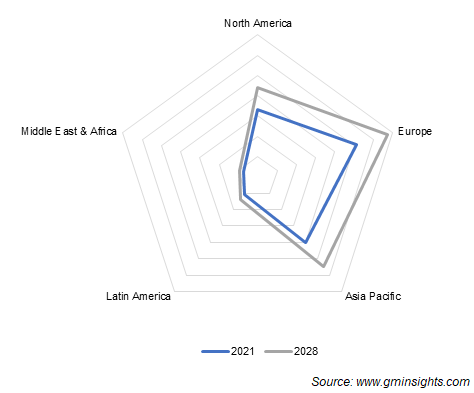 North America
Middle East & Africa
Europe
Latin America
Asia Pacific
2021
2028
Source: www.gminsights.com